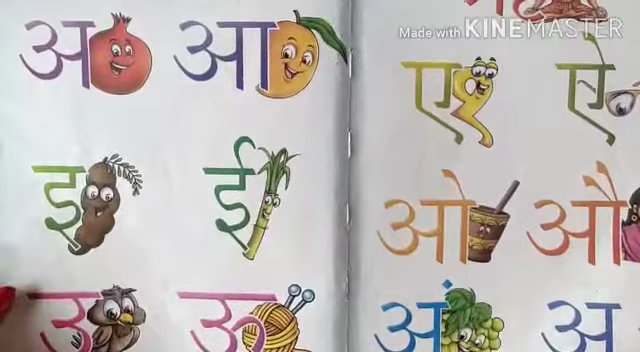 Made with KINEMASTER
अ आ
ए ऐ
इ ई
ओ औ
उ ऊ
अं अ